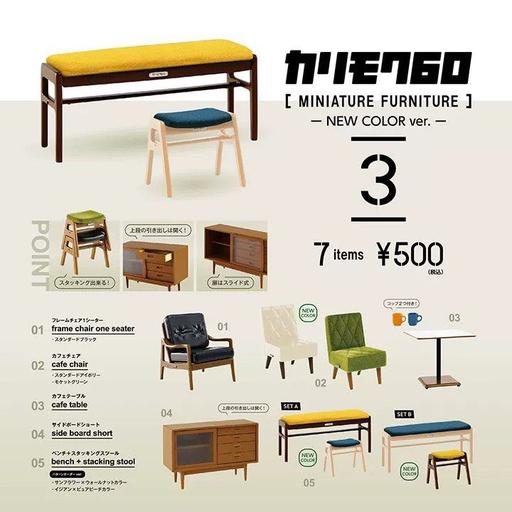 カリモク60
[ MINIATURE FURNITURE ]
— NEW COLOR ver. —
3
7 items ¥500
(税込)
POINT
スタッキング出来る!
上段の引き出しは開く!
扉はスライド式
01
フレームチェア1シーター
frame chair one seater
・スタンダードブラック
02
カフェチェア
cafe chair
・スタンダードアイボリー
・モケットグリーン
03
カフェテーブル
cafe table
04
サイドボードショート
side board short
05
ベンチ+スタッキングスツール
bench + stacking stool
・サンフラワー×ウォールナットカラー
・イジアン×ピュアビーチカラー
01
NEW COLOR
02
NEW COLOR
コップ2つ付き!
03
04
上段の引き出しは開く!
SET A
NEW COLOR
05
SET B
NEW COLOR